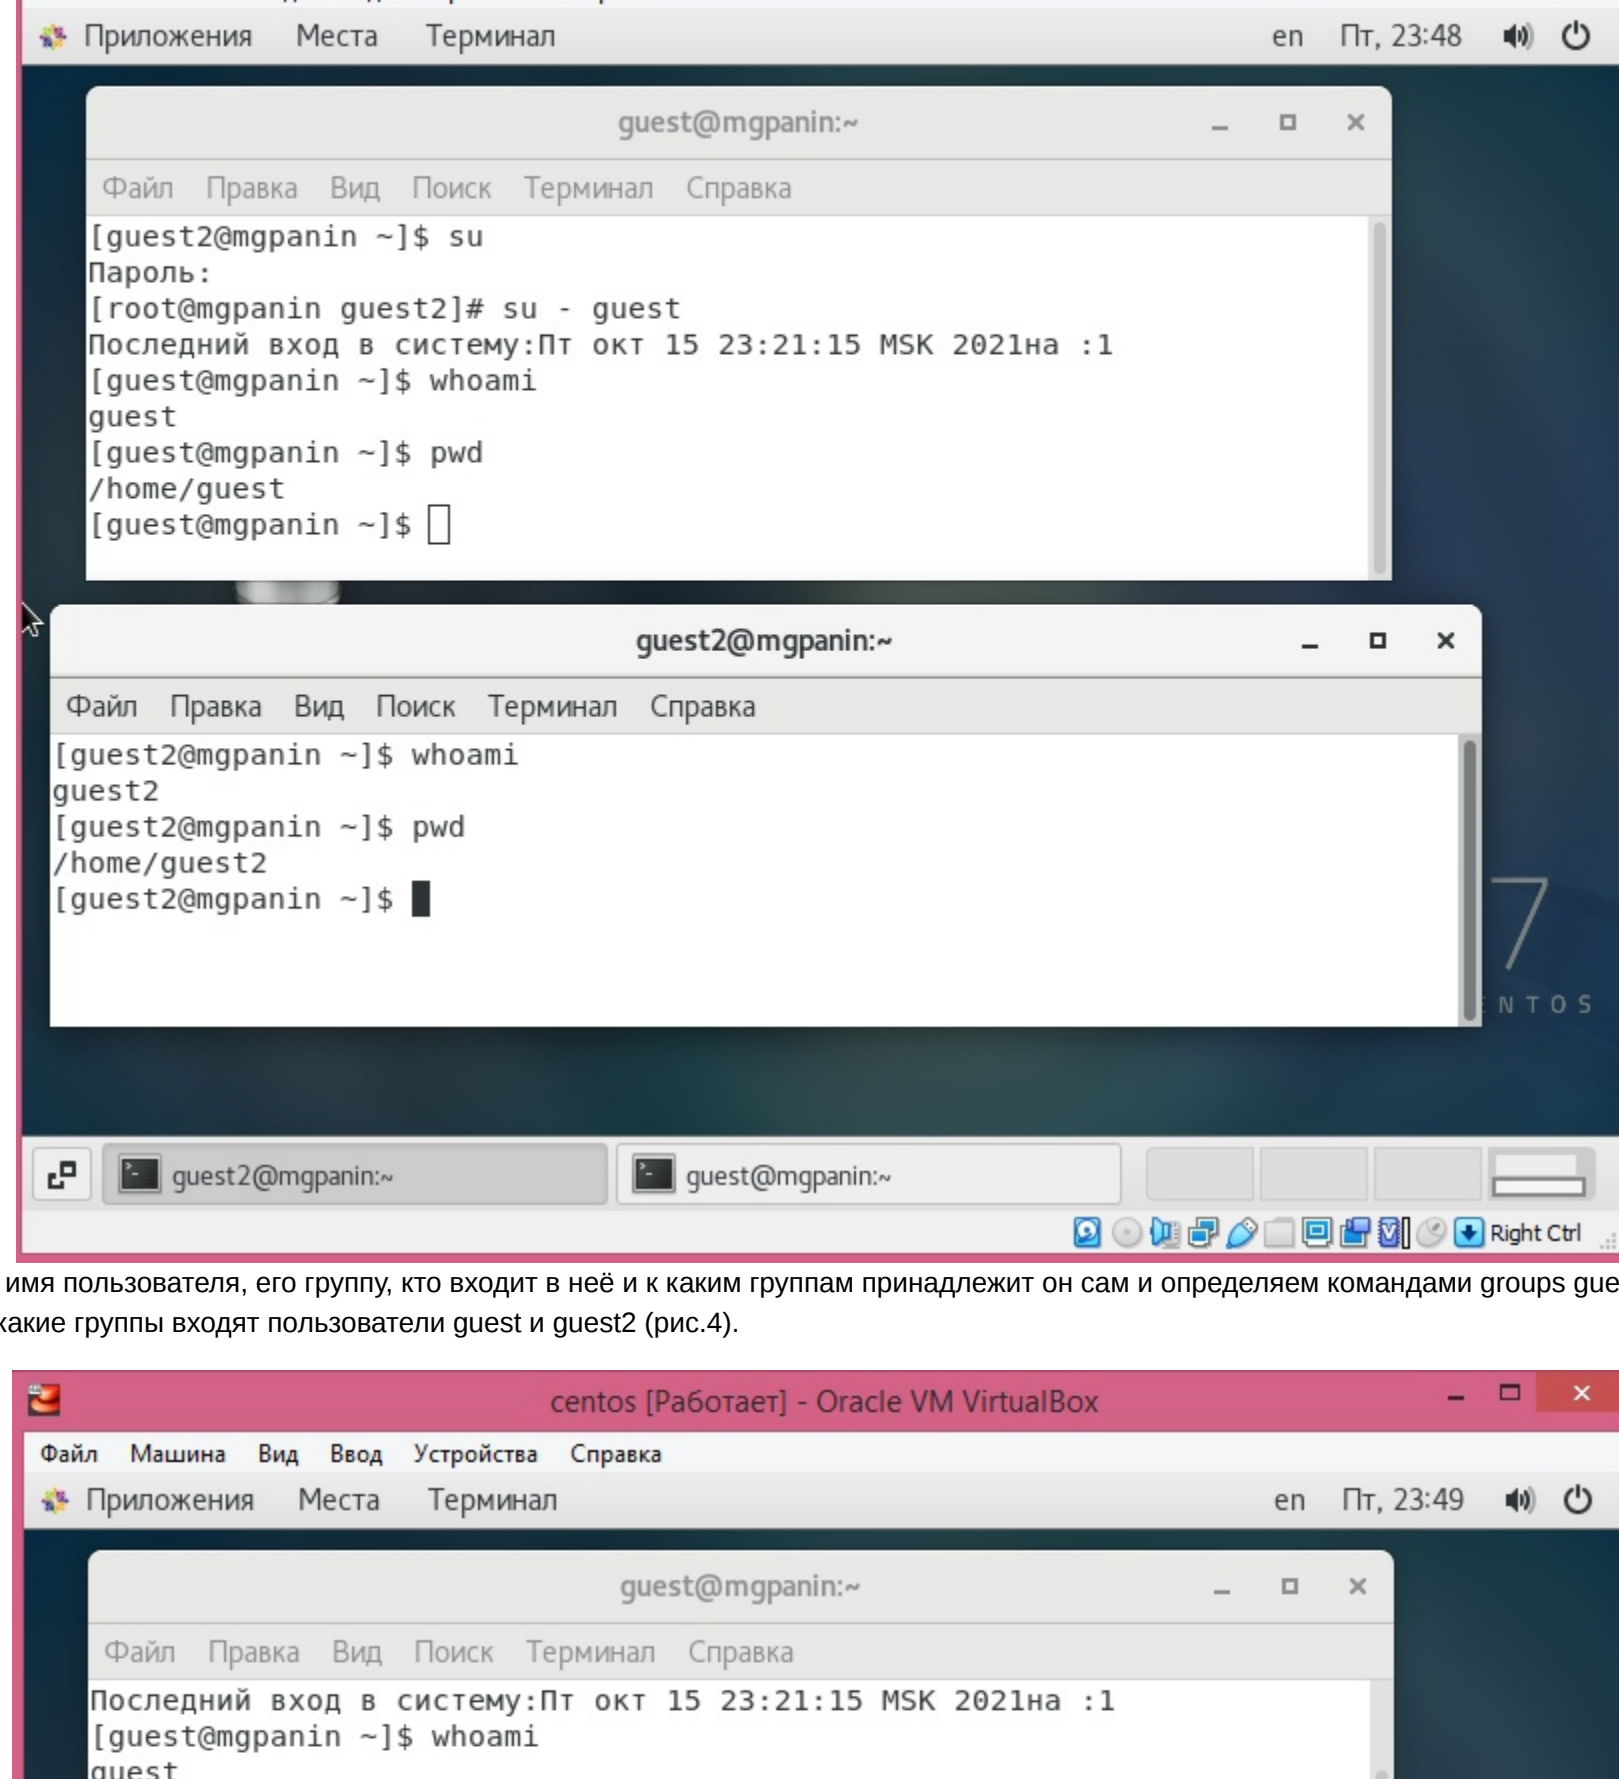 Приложения Места Терминал en Пт, 23:48
guest@mgpanin:~
Файл Правка Вид Поиск Терминал Справка
[guest2@mgpanin ~]$ su
Пароль:
[root@mgpanin guest2]# su - guest
Последний вход в систему:Пт окт 15 23:21:15 MSK 2021на :1
[guest@mgpanin ~]$ whoami
guest
[guest@mgpanin ~]$ pwd
/home/guest
[guest@mgpanin ~]$
guest2@mgpanin:~
Файл Правка Вид Поиск Терминал Справка
[guest2@mgpanin ~]$ whoami
guest2
[guest2@mgpanin ~]$ pwd
/home/guest2
[guest2@mgpanin ~]$
7
ENTOS
guest2@mgpanin:~ guest@mgpanin:~
Right Ctrl
имя пользователя, его группу, кто входит в неё и к каким группам принадлежит он сам и определяем командами groups gue
какие группы входят пользователи guest и guest2 (рис.4).
centos [Работает] - Oracle VM VirtualBox
Файл Машина Вид Ввод Устройства Справка
Приложения Места Терминал en Пт, 23:49
guest@mgpanin:~
Файл Правка Вид Поиск Терминал Справка
Последний вход в систему:Пт окт 15 23:21:15 MSK 2021на :1
[guest@mgpanin ~]$ whoami
guest